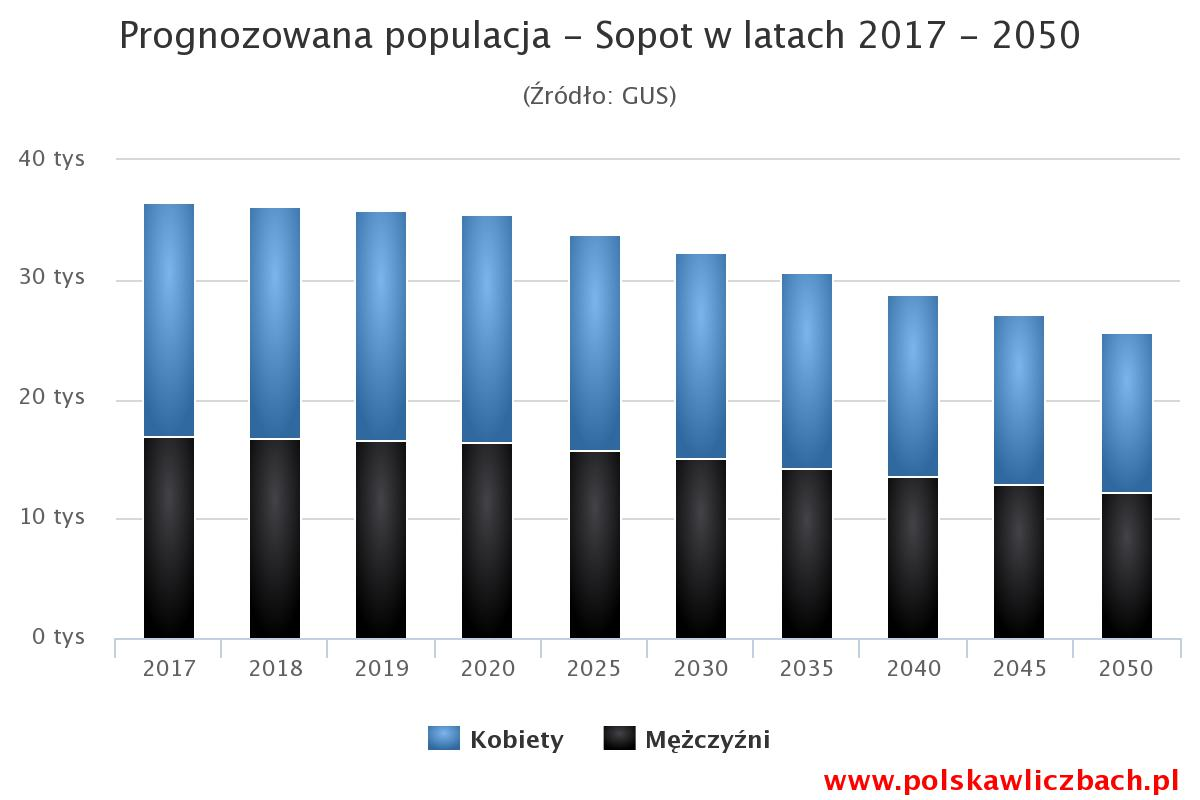 Prognozowana populacja – Sopot w latach 2017 – 2050
(Źródło: GUS)
40 tys
30 tys
20 tys
10 tys
0 tys
2017 2018 2019 2020 2025 2030 2035 2040 2045 2050
Kobiety Mężczyźni
www.polskawliczbach.pl